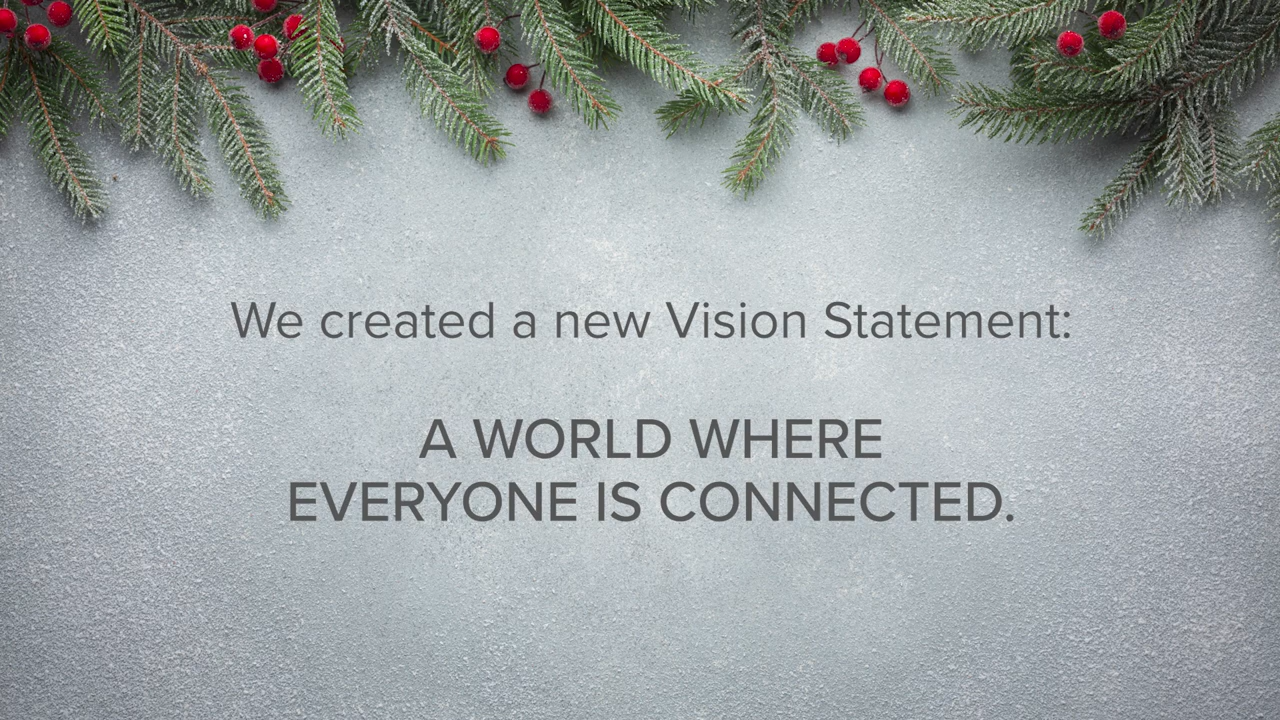 We created a new Vision Statement:
A WORLD WHERE
EVERYONE IS CONNECTED.